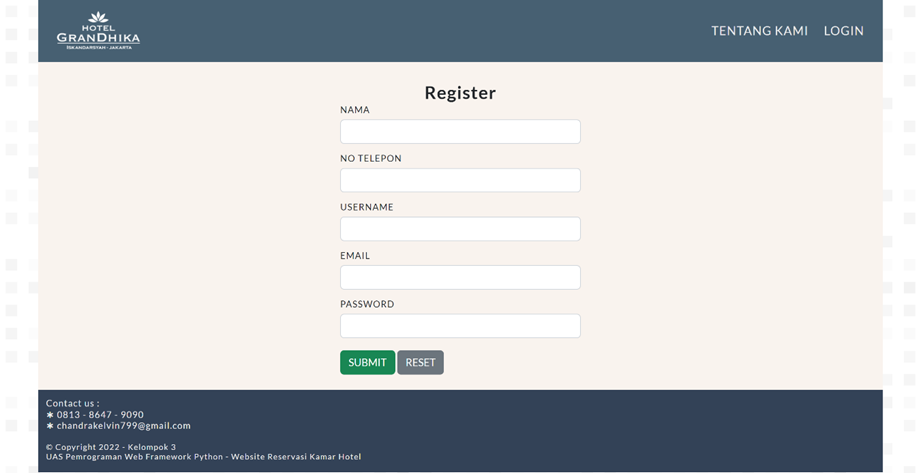 HOTEL
GRANDHIKA
ISKANDARSYAH - JAKARTA
TENTANG KAMI LOGIN
Register
NAMA
NO TELEPON
USERNAME
EMAIL
PASSWORD
SUBMIT RESET
Contact us :
✱ 0813 - 8647 - 9090
✱ chandrakelvin799@gmail.com
© Copyright 2022 - Kelompok 3
UAS Pemrograman Web Framework Python - Website Reservasi Kamar Hotel